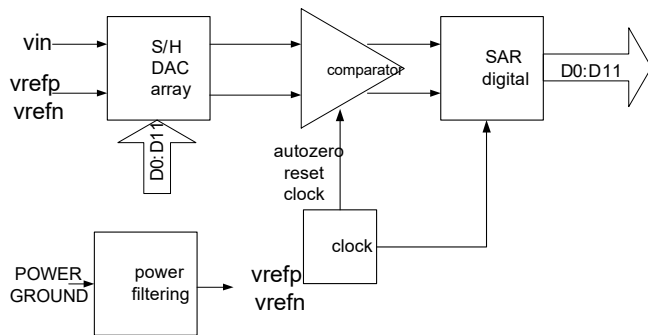 vin
vrefp
vrefn
S/H
DAC
array
D0:D11
comparator
SAR
digital
D0:D11
autozero
reset
clock
clock
POWER
GROUND
power
filtering
vrefp
vrefn